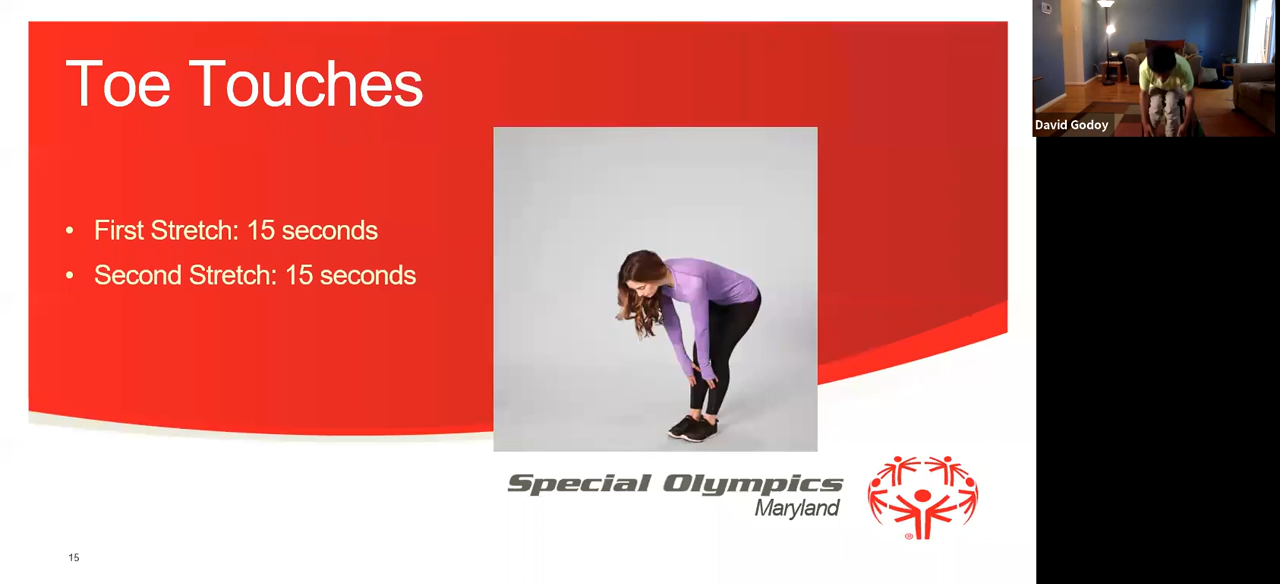 Toe Touches
• First Stretch: 15 seconds
• Second Stretch: 15 seconds
Special Olympics
Maryland
®
15
David Godoy